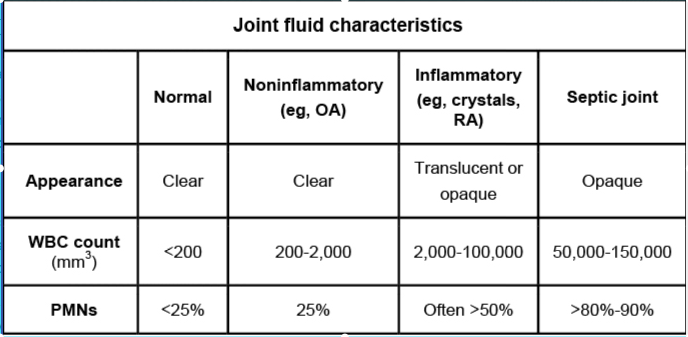 Joint fluid characteristics
Normal
Noninflammatory
(eg, OA)
Inflammatory
(eg, crystals,
RA)
Septic joint
Appearance
Clear
Clear
Translucent or
opaque
Opaque
WBC count
(mm³)
<200
200-2,000
2,000-100,000
50,000-150,000
PMNs
<25%
25%
Often >50%
>80%-90%